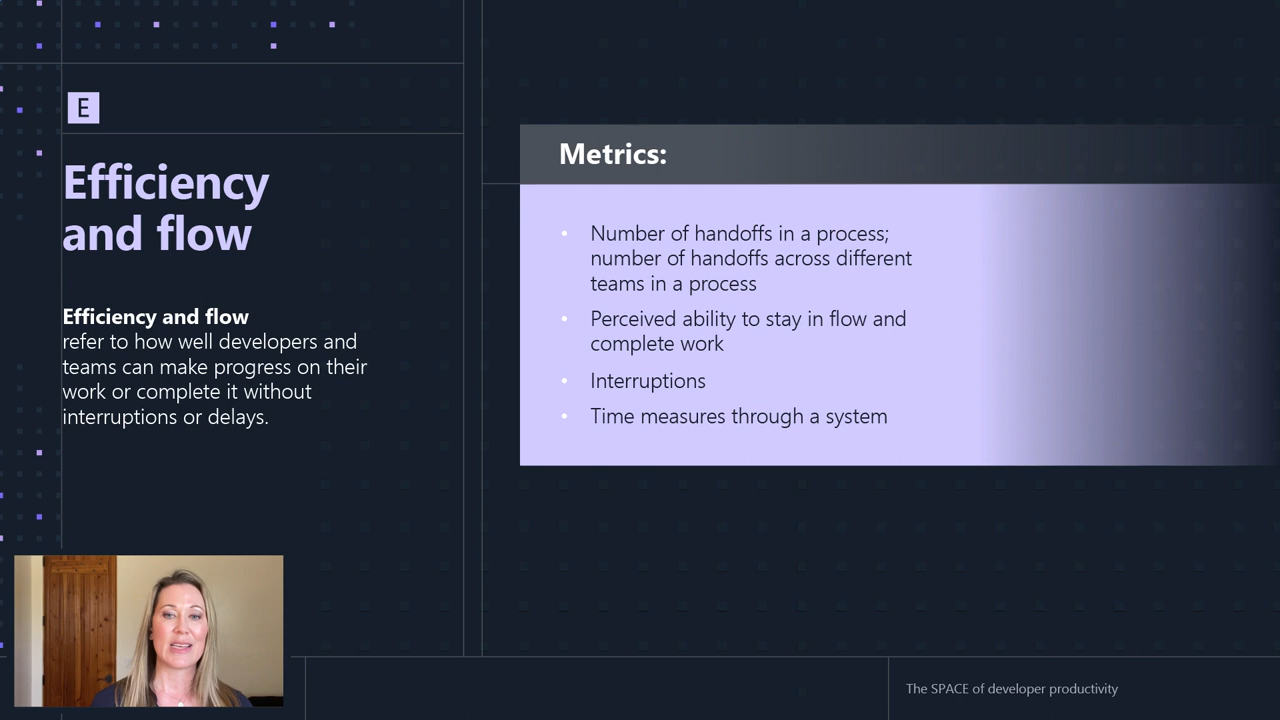 E
Efficiency
and flow
Efficiency and flow
refer to how well developers and
teams can make progress on their
work or complete it without
interruptions or delays.
Metrics:
• Number of handoffs in a process;
number of handoffs across different
teams in a process
• Perceived ability to stay in flow and
complete work
• Interruptions
• Time measures through a system
The SPACE of developer productivity